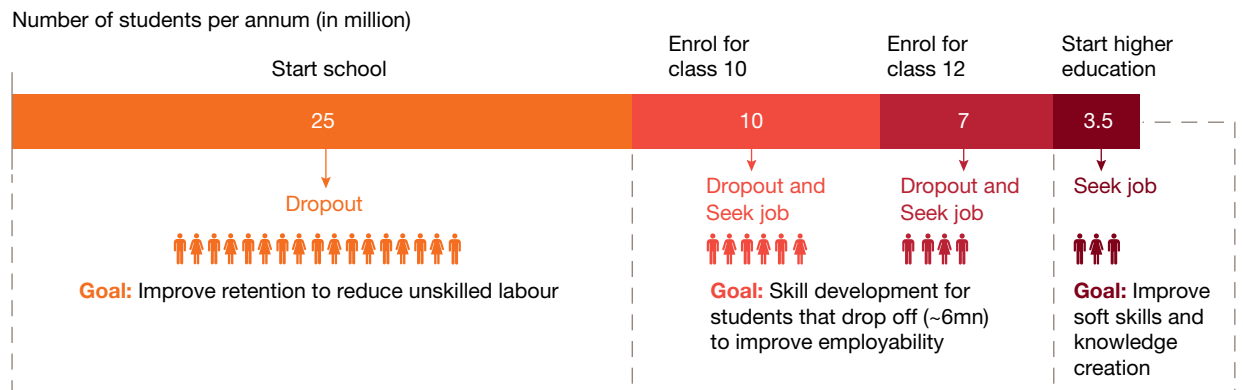 Number of students per annum (in million)
Start school
Enrol for
class 10
Enrol for
class 12
Start higher
education
25
10
7
3.5
Dropout
Dropout and
Seek job
Dropout and
Seek job
Seek job
Goal: Improve retention to reduce unskilled labour
Goal: Skill development for
students that drop off (~6mn)
to improve employability
Goal: Improve
soft skills and
knowledge
creation